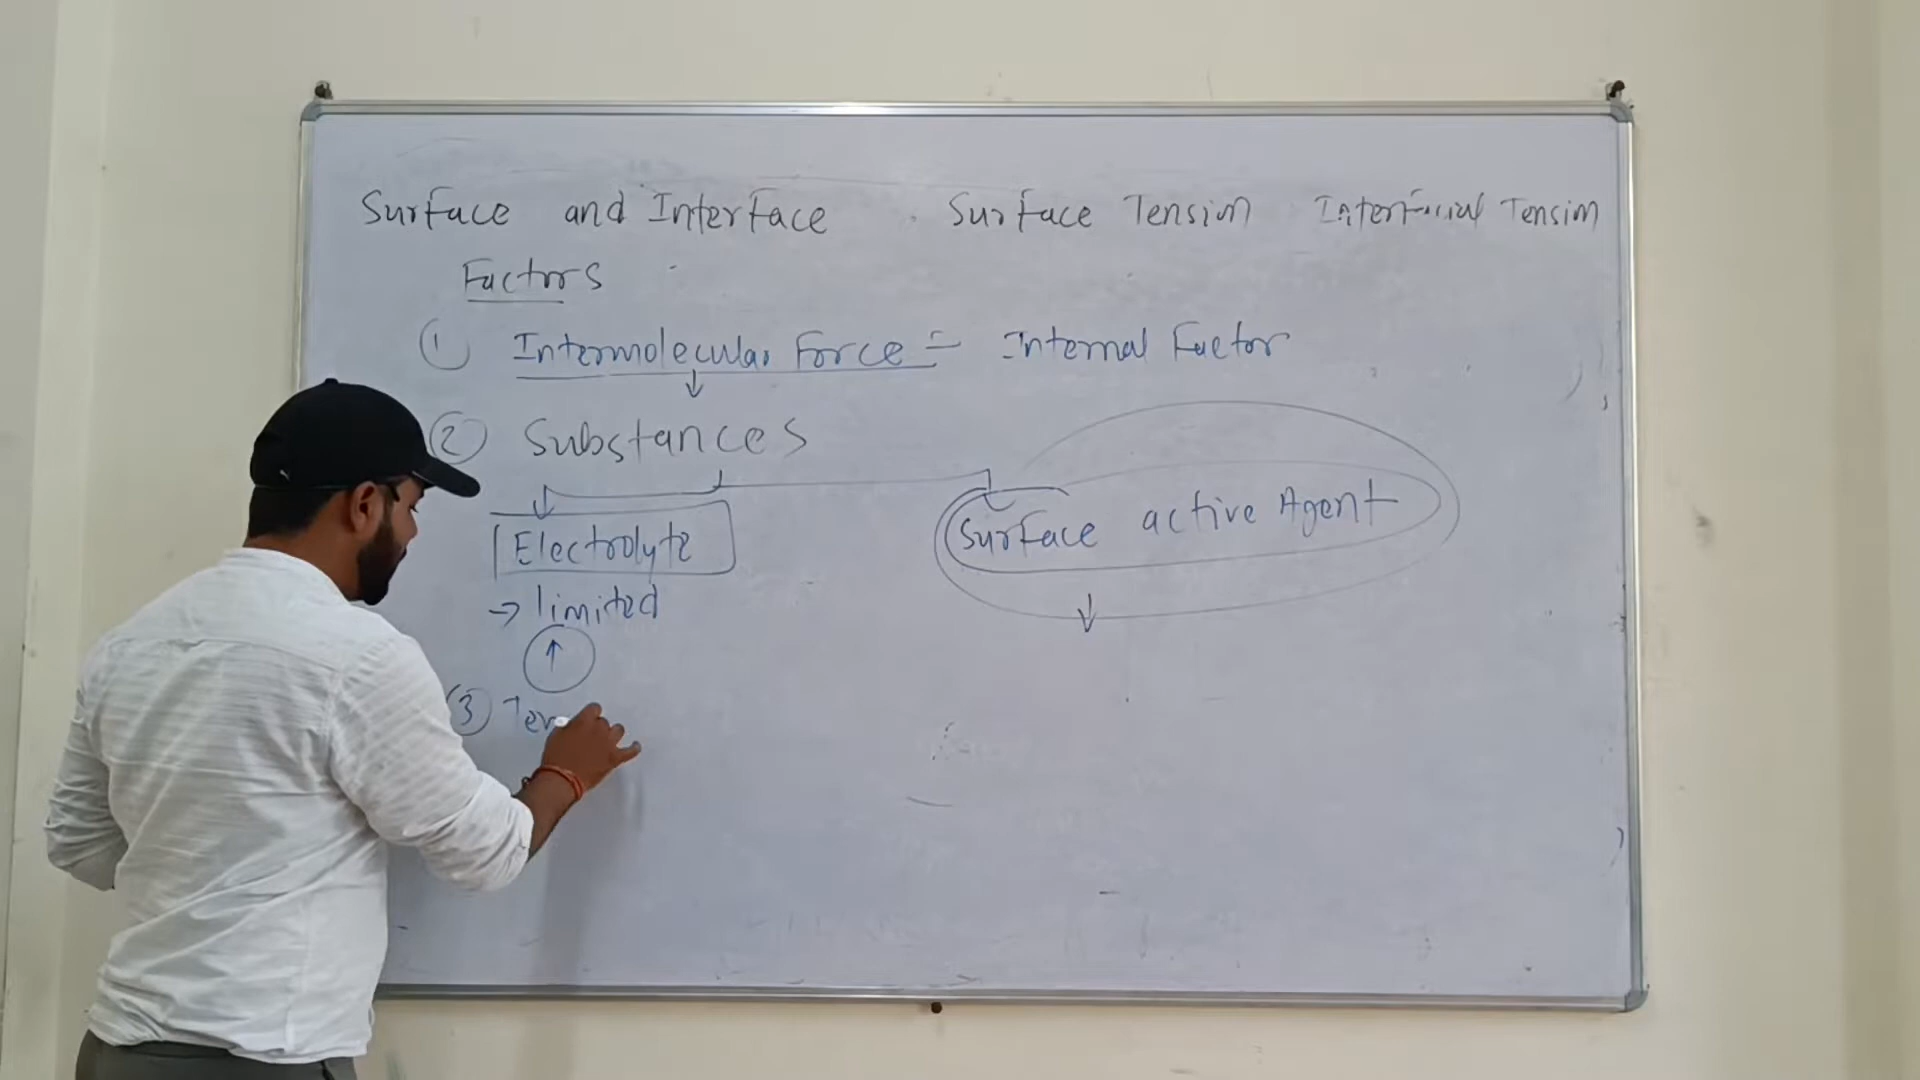 Surface and Interface Surface Tension Interfacial Tension
Factors
① Intermolecular Force = Internal Factor
↓
② Substances
Electrolyte Surface active Agent
→ limited ↓
↑
③ Tem